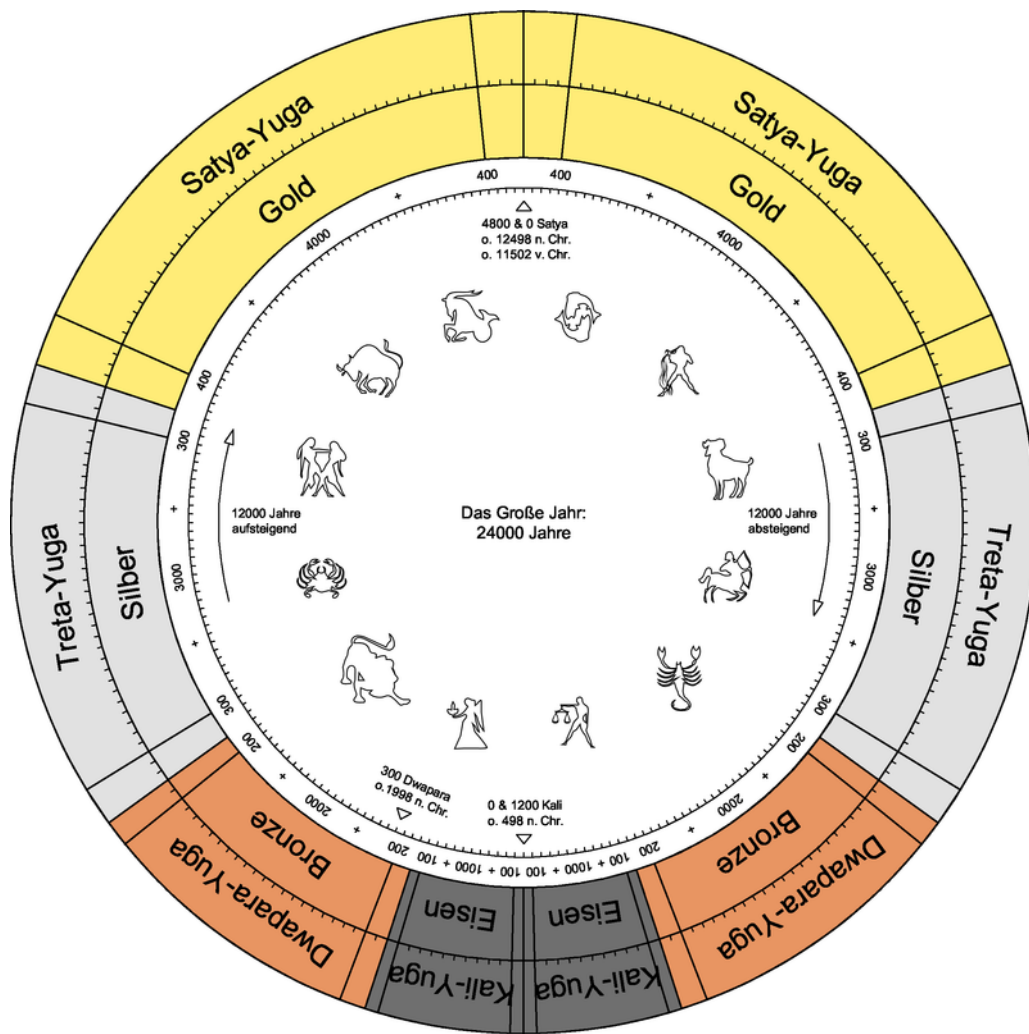 Satya-Yuga
Satya-Yuga
Gold
Gold
400
400
+
+
4800 & 0 Satya
o. 12498 n. Chr.
o. 11502 v. Chr.
4000
4000
+
+
400
400
300
300
12000 Jahre
aufsteigend
Das Große Jahr:
24000 Jahre
12000 Jahre
absteigend
+
+
Treta-Yuga
Silber
Silber
Treta-Yuga
3000
3000
+
+
300
300
200
200
+
+
2000
2000
300 Dwapara
o.1998 n. Chr.
0 & 1200 Kali
o. 498 n. Chr.
Bronze
Bronze
Dwapara-Yuga
Dwapara-Yuga
+
+
200
100
+
1000
+
100
100
+
1000
+
100
200
Eisen
Eisen
Kali-Yuga
Kali-Yuga